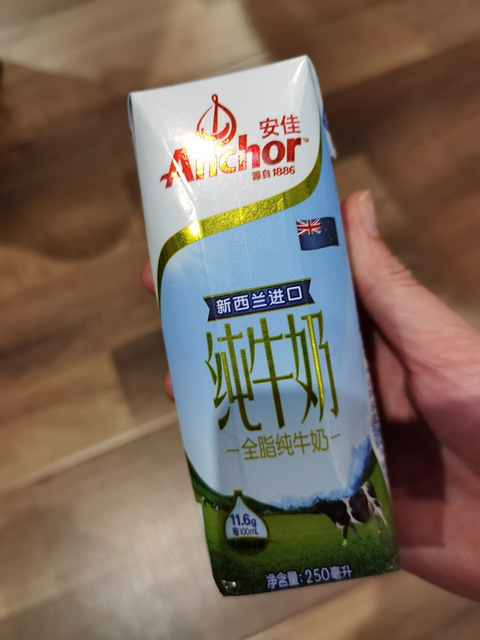 安佳
Anchor™
源自1886
新西兰进口
纯牛奶
全脂纯牛奶
11.6g
每100mL
净含量:250毫升